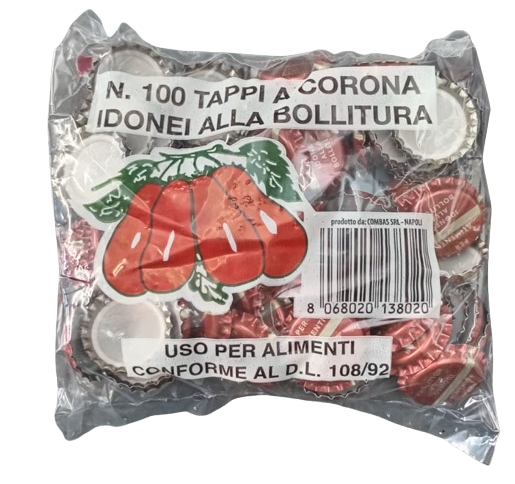 N. 100 TAPPI A CORONA
IDONEI ALLA BOLLITURA
prodotto da: COMBAS SRL - NAPOLI
8 068020 138020
USO PER ALIMENTI
CONFORME AL D.L. 108/92